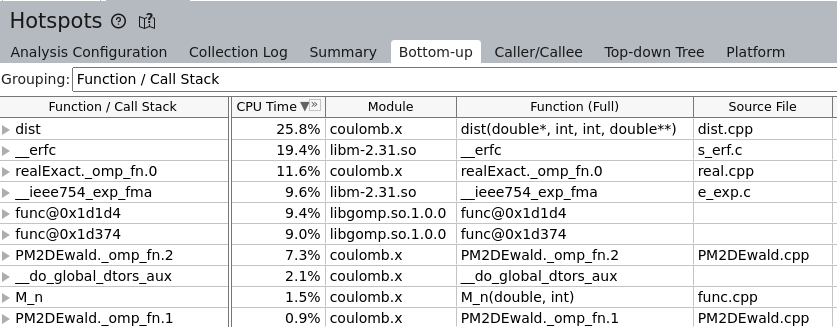 Hotspots
Analysis Configuration Collection Log Summary Bottom-up Caller/Callee Top-down Tree Platform
Grouping: Function / Call Stack
Function / Call Stack CPU Time ▼ » Module Function (Full) Source File
dist 25.8% coulomb.x dist(double*, int, int, double**) dist.cpp
__erfc 19.4% libm-2.31.so __erfc s_erf.c
realExact._omp_fn.0 11.6% coulomb.x realExact._omp_fn.0 real.cpp
__ieee754_exp_fma 9.6% libm-2.31.so __ieee754_exp_fma e_exp.c
func@0x1d1d4 9.4% libgomp.so.1.0.0 func@0x1d1d4
func@0x1d374 9.0% libgomp.so.1.0.0 func@0x1d374
PM2DEwald._omp_fn.2 7.3% coulomb.x PM2DEwald._omp_fn.2 PM2DEwald.cpp
__do_global_dtors_aux 2.1% coulomb.x __do_global_dtors_aux
M_n 1.5% coulomb.x M_n(double, int) func.cpp
PM2DEwald._omp_fn.1 0.9% coulomb.x PM2DEwald._omp_fn.1 PM2DEwald.cpp